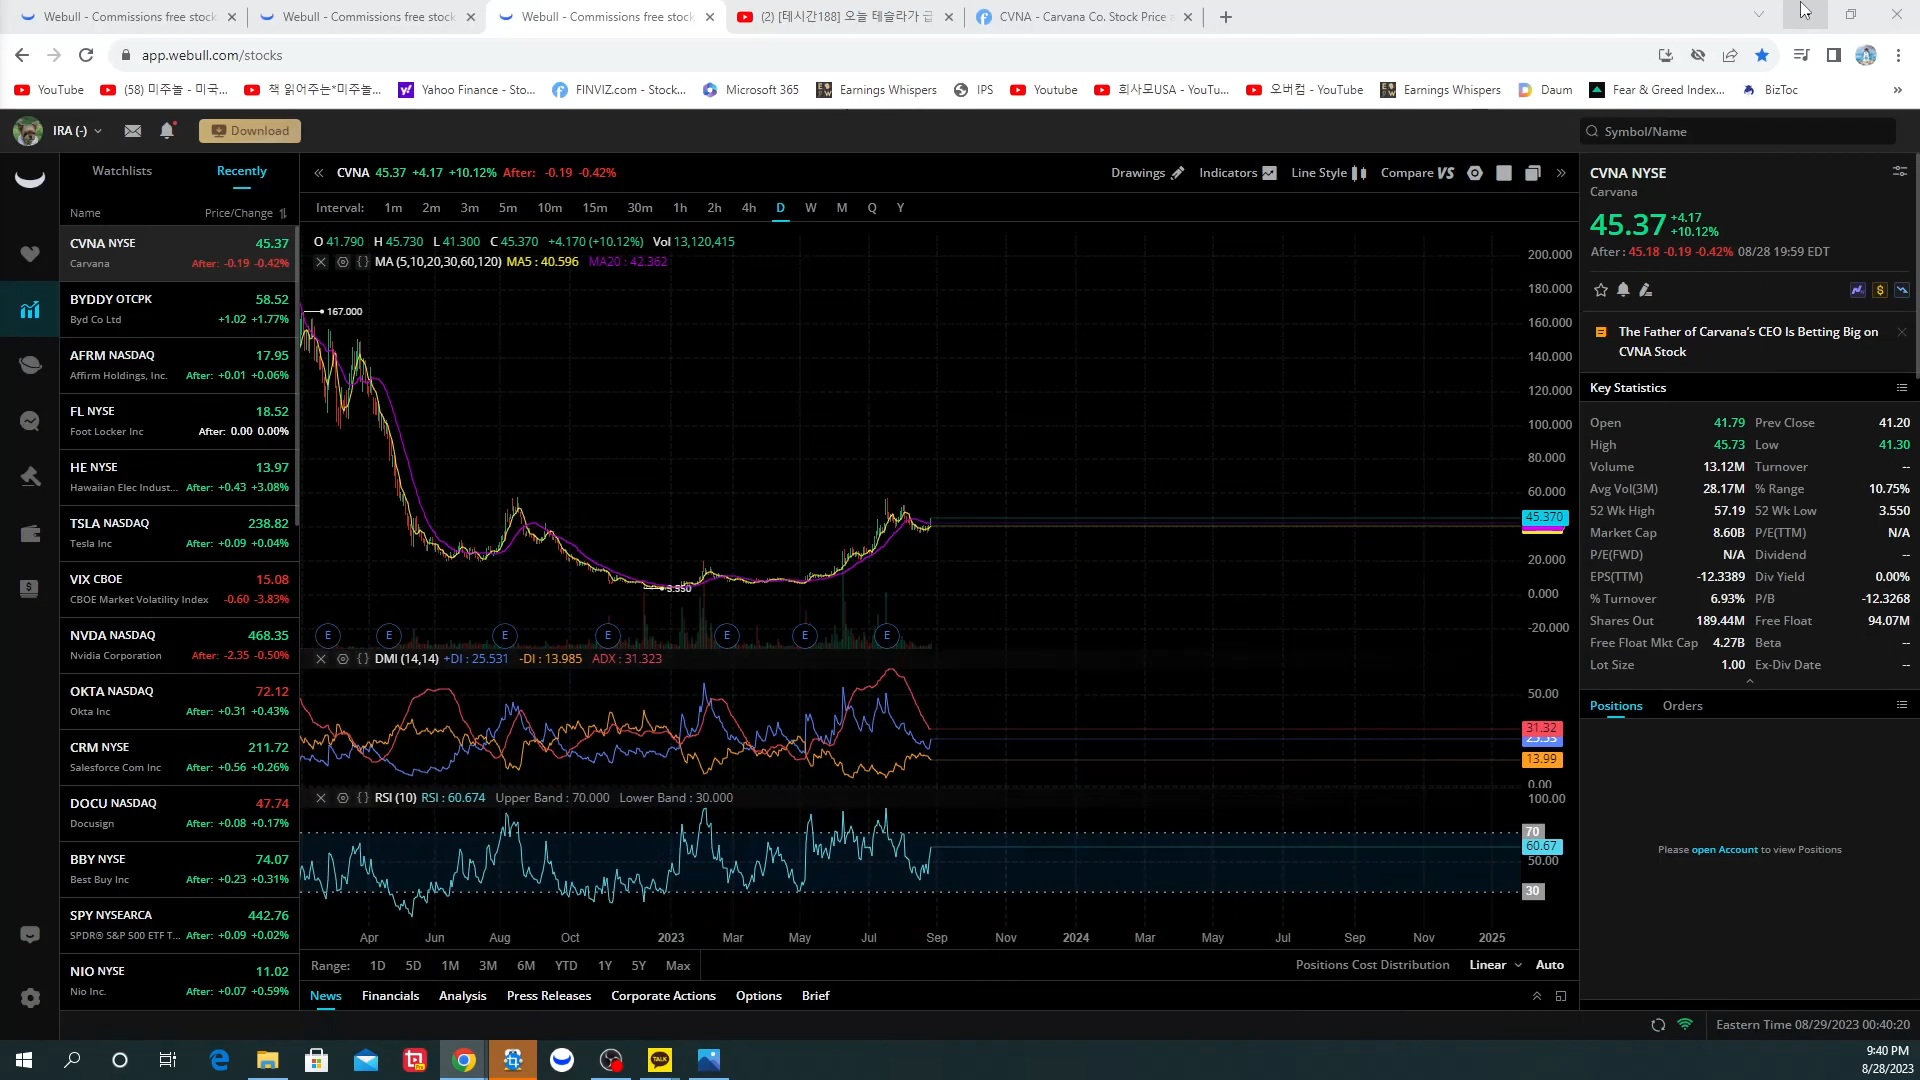 Webull - Commissions free stock
Webull - Commissions free stock
Webull - Commissions free stock
(2) [테시간188] 오늘 테슬라가 급
CVNA - Carvana Co. Stock Price a
app.webull.com/stocks
YouTube
(58) 미주놀 - 미국...
책 읽어주는*미주놀...
Yahoo Finance - Sto...
FINVIZ.com - Stock...
Microsoft 365
Earnings Whispers
IPS
Youtube
회사모USA - YouTu...
오버컴 - YouTube
Earnings Whispers
Daum
Fear & Greed Index...
BizToc
IRA (-)
Download
Symbol/Name
Watchlists
Recently
Name
Price/Change
CVNA NYSE 45.37
Carvana After: -0.19 -0.42%
BYDDY OTCPK 58.52
Byd Co Ltd +1.02 +1.77%
AFRM NASDAQ 17.95
Affirm Holdings, Inc. After: +0.01 +0.06%
FL NYSE 18.52
Foot Locker Inc After: 0.00 0.00%
HE NYSE 13.97
Hawaiian Elec Indust... After: +0.43 +3.08%
TSLA NASDAQ 238.82
Tesla Inc After: +0.09 +0.04%
VIX CBOE 15.08
CBOE Market Volatility Index -0.60 -3.83%
NVDA NASDAQ 468.35
Nvidia Corporation After: -2.35 -0.50%
OKTA NASDAQ 72.12
Okta Inc After: +0.31 +0.43%
CRM NYSE 211.72
Salesforce Com Inc After: +0.56 +0.26%
DOCU NASDAQ 47.74
Docusign After: +0.08 +0.17%
BBY NYSE 74.07
Best Buy Inc After: +0.23 +0.31%
SPY NYSEARCA 442.76
SPDR® S&P 500 ETF T... After: +0.09 +0.02%
NIO NYSE 11.02
Nio Inc. After: +0.07 +0.59%
CVNA 45.37 +4.17 +10.12% After: -0.19 -0.42%
Drawings Indicators Line Style Compare VS
Interval: 1m 2m 3m 5m 10m 15m 30m 1h 2h 4h D W M Q Y
O 41.790 H 45.730 L 41.300 C 45.370 +4.170 (+10.12%) Vol 13,120,415
MA (5,10,20,30,60,120) MA5 : 40.596 MA20 : 42.362
167.000
3.550
200.000
180.000
160.000
140.000
120.000
100.000
80.000
60.000
45.370
20.000
0.000
-20.000
E E E E E E E
DMI (14,14) +DI : 25.531 -DI : 13.985 ADX : 31.323
50.00
31.32
25.53
13.99
0.00
RSI (10) RSI : 60.674 Upper Band : 70.000 Lower Band : 30.000
100.00
70
60.67
50.00
30
Apr Jun Aug Oct 2023 Mar May Jul Sep Nov 2024 Mar May Jul Sep Nov 2025
Range: 1D 5D 1M 3M 6M YTD 1Y 5Y Max
Positions Cost Distribution Linear Auto
News Financials Analysis Press Releases Corporate Actions Options Brief
CVNA NYSE
Carvana
45.37 +4.17
+10.12%
After : 45.18 -0.19 -0.42% 08/28 19:59 EDT
The Father of Carvana’s CEO Is Betting Big on
CVNA Stock
Key Statistics
Open 41.79 Prev Close 41.20
High 45.73 Low 41.30
Volume 13.12M Turnover --
Avg Vol(3M) 28.17M % Range 10.75%
52 Wk High 57.19 52 Wk Low 3.550
Market Cap 8.60B P/E(TTM) N/A
P/E(FWD) N/A Dividend --
EPS(TTM) -12.3389 Div Yield 0.00%
% Turnover 6.93% P/B -12.3268
Shares Out 189.44M Free Float 94.07M
Free Float Mkt Cap 4.27B Beta --
Lot Size 1.00 Ex-Div Date --
Positions Orders
Please open Account to view Positions
Eastern Time 08/29/2023 00:40:20
TALK
9:40 PM
8/28/2023